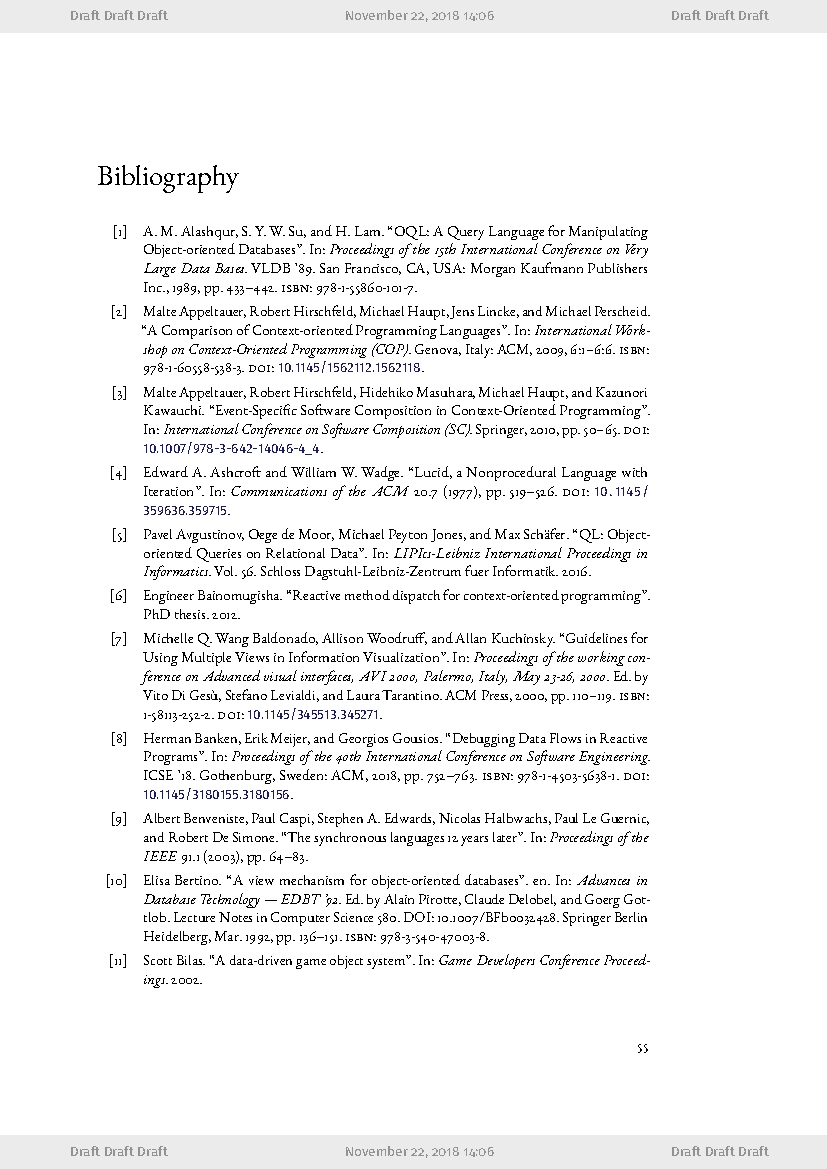 Draft Draft Draft November 22, 2018 14:06 Draft Draft Draft
Bibliography
[1] A. M. Alashqur, S. Y. W. Su, and H. Lam. “OQL: A Query Language for Manipulating
Object-oriented Databases”. In: Proceedings of the 15th International Conference on Very
Large Data Bases. VLDB ’89. San Francisco, CA, USA: Morgan Kaufmann Publishers
Inc., 1989, pp. 433–442. ISBN: 978-1-55860-101-7.
[2] Malte Appeltauer, Robert Hirschfeld, Michael Haupt, Jens Lincke, and Michael Perscheid.
“A Comparison of Context-oriented Programming Languages”. In: International Work-
shop on Context-Oriented Programming (COP). Genova, Italy: ACM, 2009, 6:1–6:6. ISBN:
978-1-60558-538-3. DOI: 10.1145/1562112.1562118.
[3] Malte Appeltauer, Robert Hirschfeld, Hidehiko Masuhara, Michael Haupt, and Kazunori
Kawauchi. “Event-Specific Software Composition in Context-Oriented Programming”.
In: International Conference on Software Composition (SC). Springer, 2010, pp. 50–65. DOI:
10.1007/978-3-642-14046-4_4.
[4] Edward A. Ashcroft and William W. Wadge. “Lucid, a Nonprocedural Language with
Iteration”. In: Communications of the ACM 20.7 (1977), pp. 519–526. DOI: 10.1145/
359636.359715.
[5] Pavel Avgustinov, Oege de Moor, Michael Peyton Jones, and Max Schäfer. “QL: Object-
oriented Queries on Relational Data”. In: LIPIcs-Leibniz International Proceedings in
Informatics. Vol. 56. Schloss Dagstuhl-Leibniz-Zentrum fuer Informatik. 2016.
[6] Engineer Bainomugisha. “Reactive method dispatch for context-oriented programming”.
PhD thesis. 2012.
[7] Michelle Q. Wang Baldonado, Allison Woodruff, and Allan Kuchinsky. “Guidelines for
Using Multiple Views in Information Visualization”. In: Proceedings of the working con-
ference on Advanced visual interfaces, AVI 2000, Palermo, Italy, May 23-26, 2000. Ed. by
Vito Di Gesù, Stefano Levialdi, and Laura Tarantino. ACM Press, 2000, pp. 110–119. ISBN:
1-58113-252-2. DOI: 10.1145/345513.345271.
[8] Herman Banken, Erik Meijer, and Georgios Gousios. “Debugging Data Flows in Reactive
Programs”. In: Proceedings of the 40th International Conference on Software Engineering.
ICSE ’18. Gothenburg, Sweden: ACM, 2018, pp. 752–763. ISBN: 978-1-4503-5638-1. DOI:
10.1145/3180155.3180156.
[9] Albert Benveniste, Paul Caspi, Stephen A. Edwards, Nicolas Halbwachs, Paul Le Guernic,
and Robert De Simone. “The synchronous languages 12 years later”. In: Proceedings of the
IEEE 91.1 (2003), pp. 64–83.
[10] Elisa Bertino. “A view mechanism for object-oriented databases”. en. In: Advances in
Database Technology — EDBT ’92. Ed. by Alain Pirotte, Claude Delobel, and Goerg Got-
tlob. Lecture Notes in Computer Science 580. DOI: 10.1007/BFb0032428. Springer Berlin
Heidelberg, Mar. 1992, pp. 136–151. ISBN: 978-3-540-47003-8.
[11] Scott Bilas. “A data-driven game object system”. In: Game Developers Conference Proceed-
ings. 2002.
55
Draft Draft Draft November 22, 2018 14:06 Draft Draft Draft